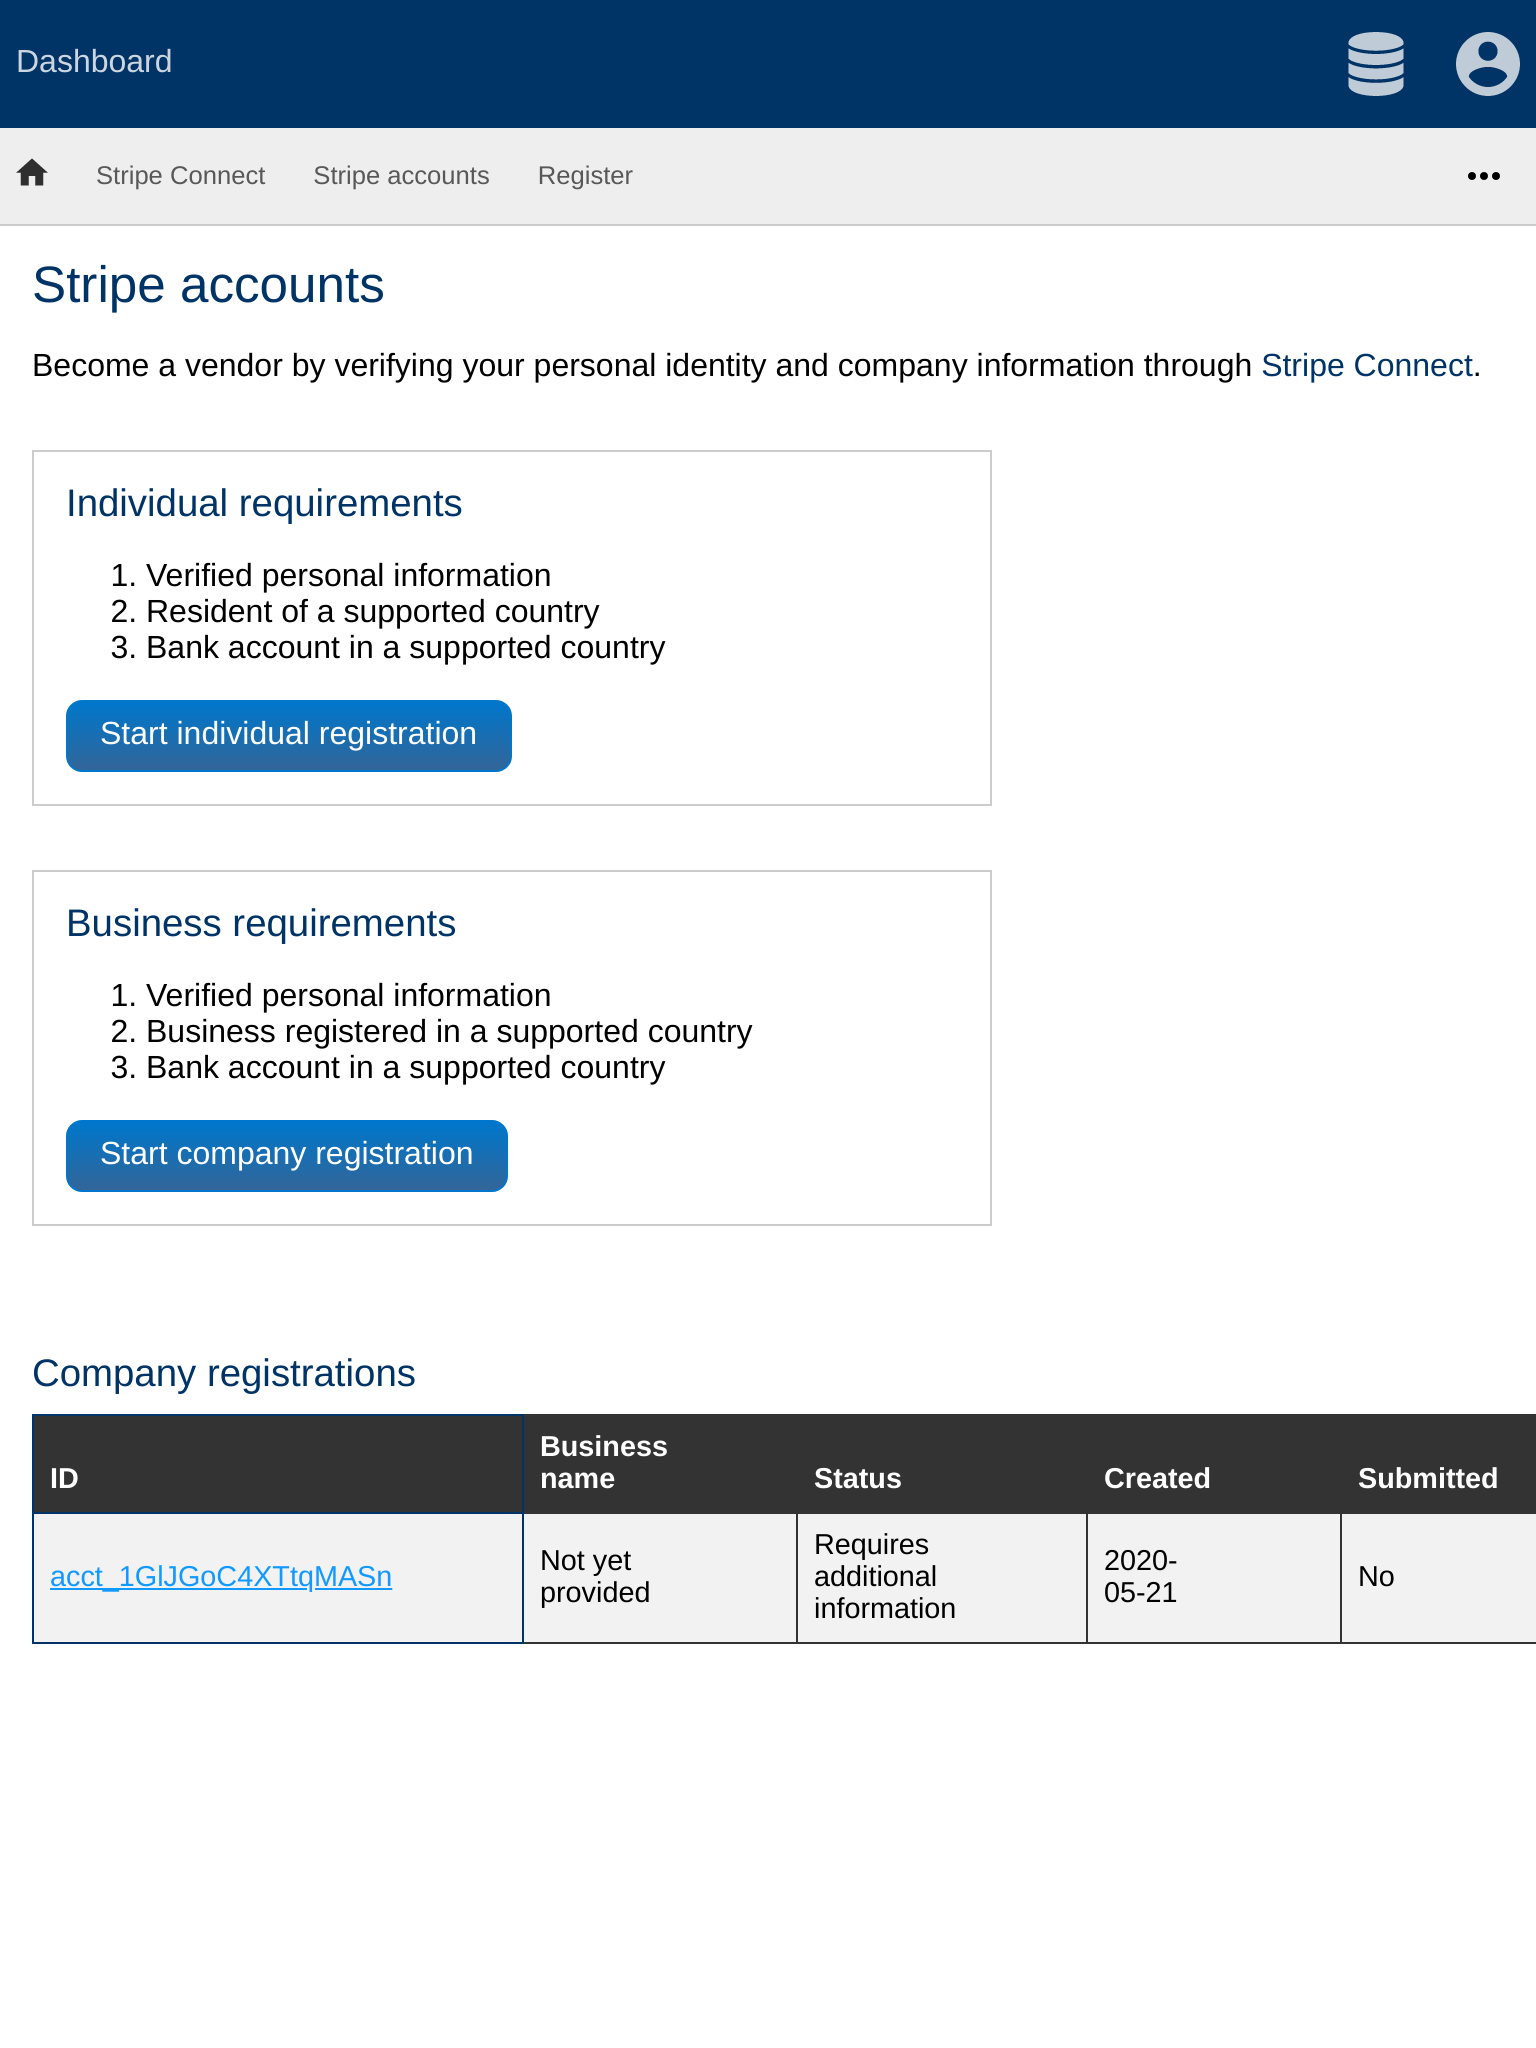 Dashboard
Stripe Connect Stripe accounts Register
Stripe accounts
Become a vendor by verifying your personal identity and company information through Stripe Connect.
Individual requirements
1. Verified personal information
2. Resident of a supported country
3. Bank account in a supported country
Start individual registration
Business requirements
1. Verified personal information
2. Business registered in a supported country
3. Bank account in a supported country
Start company registration
Company registrations
ID Business name Status Created Submitted
acct_1GlJGoC4XTtqMASn Not yet provided Requires additional information 2020-05-21 No